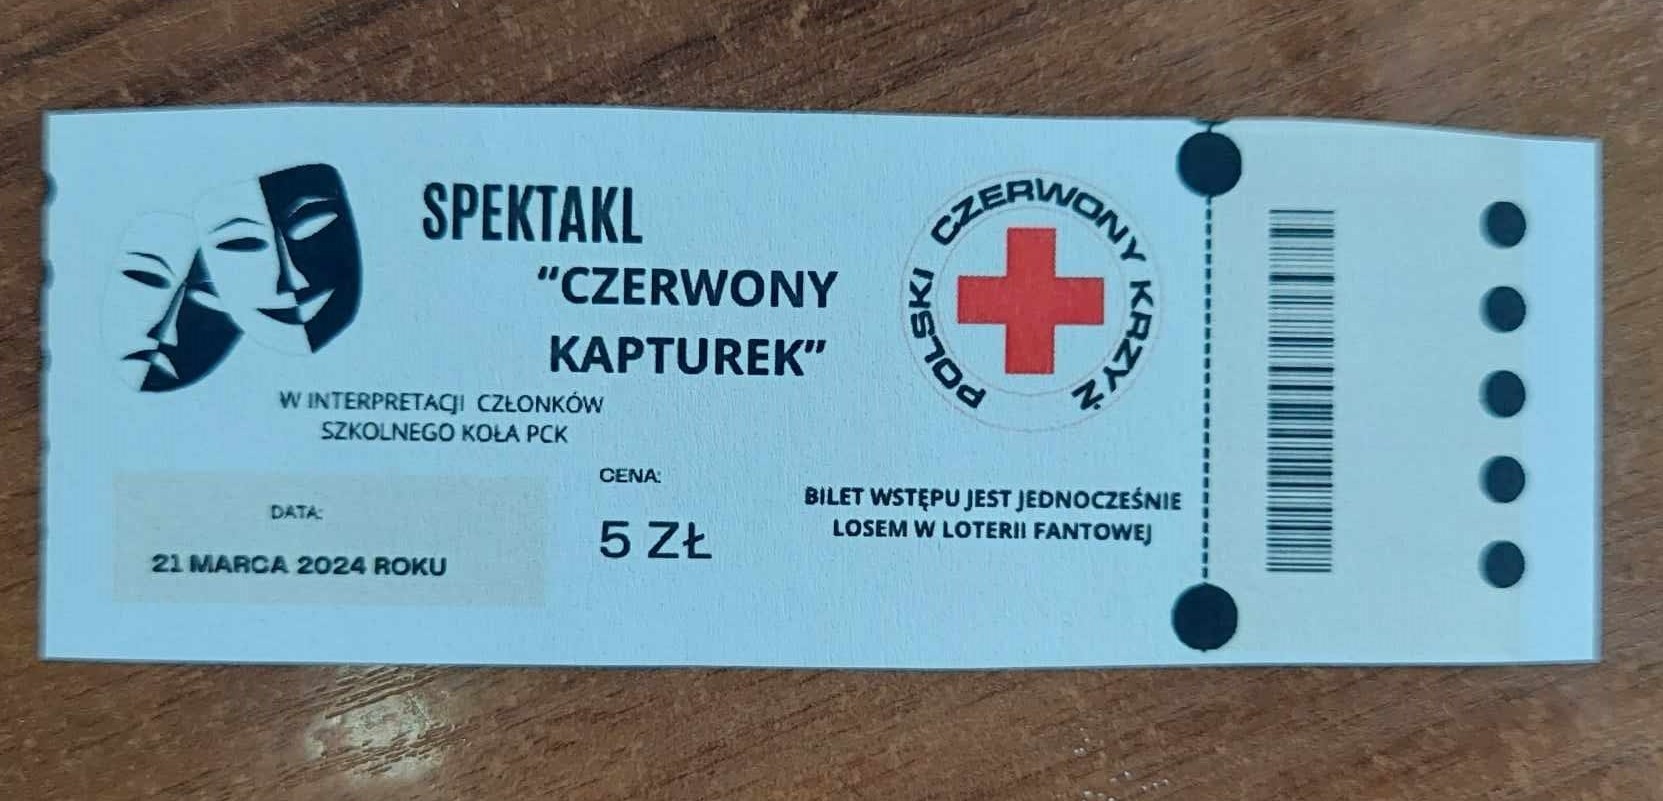 SPEKTAKL
"CZERWONY
KAPTUREK"
W INTERPRETACJI CZŁONKÓW
SZKOLNEGO KOŁA PCK
POLSKI CZERWONY KRZYŻ
DATA:
21 MARCA 2024 ROKU
CENA:
5 ZŁ
BILET WSTĘPU JEST JEDNOCZEŚNIE
LOSEM W LOTERII FANTOWEJ